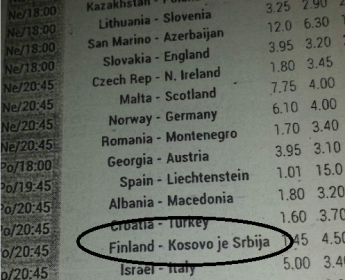 Kazakhstan -
Ne/18:00 Lithuania - Slovenia 3.25 2.90
Ne/18:00 San Marino - Azerbaijan 12.0 6.30
Ne/18:00 Slovakia - England 3.95 3.20
Ne/18:00 Czech Rep - N. Ireland 1.80 3.45
Ne/20:45 Malta - Scotland 7.75 4.00
Ne/20:45 Norway - Germany 6.10 4.00
Ne/20:45 Romania - Montenegro 1.70 3.40
Ne/20:45 Georgia - Austria 3.95 3.10
Po/18:00 Spain - Liechtenstein 1.01 15.0
Po/19:45 Albania - Macedonia 1.80 3.20
Po/20:45 Croatia - Turkey 1.60 3.70
Po/20:45 Finland - Kosovo je Srbija 1.45 4.50
Po/20:45 Israel - Italy 5.00 3.4